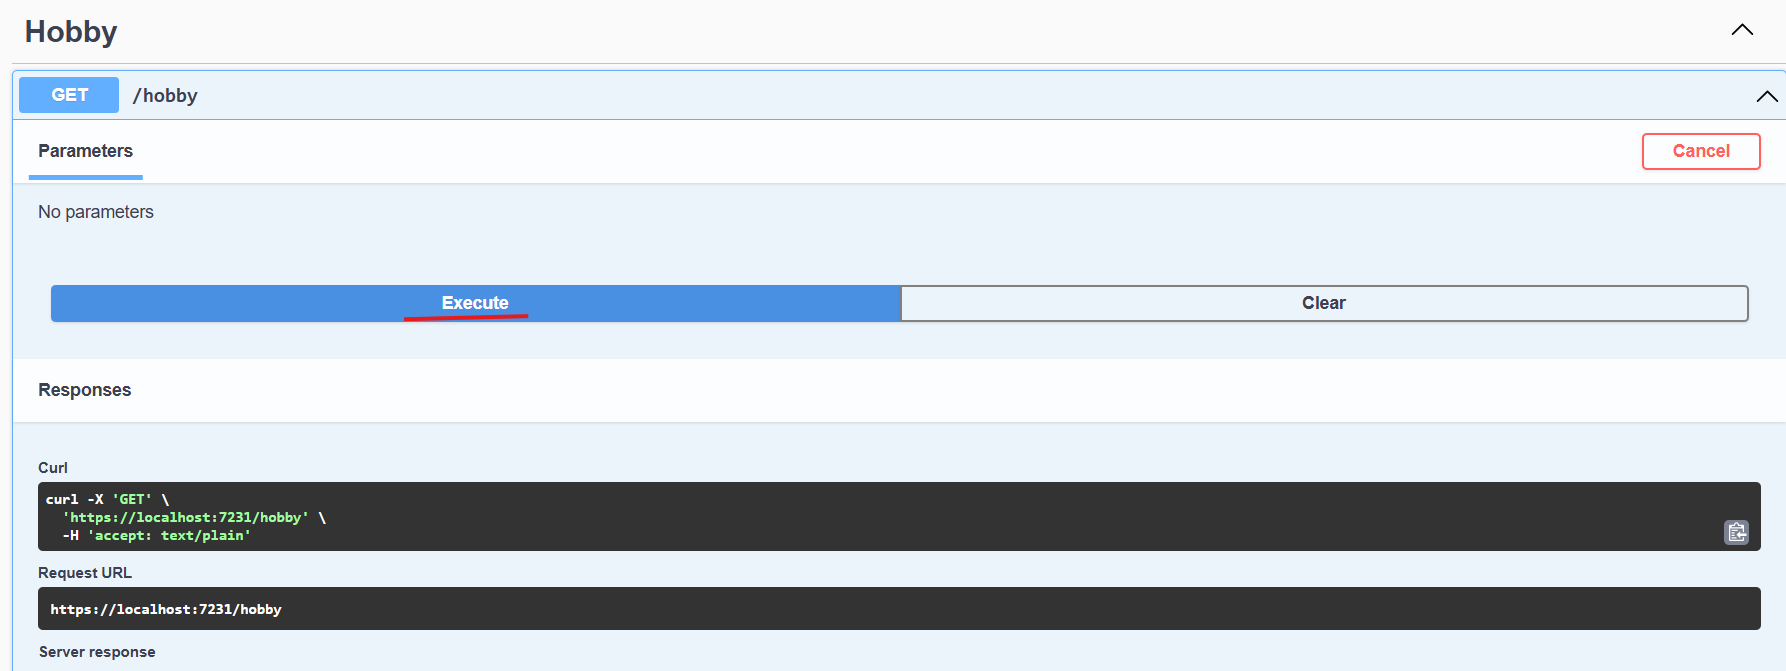 Hobby
GET /hobby
Parameters Cancel
No parameters
Execute Clear
Responses
Curl
curl -X 'GET' \
  'https://localhost:7231/hobby' \
  -H 'accept: text/plain'
Request URL
https://localhost:7231/hobby
Server response